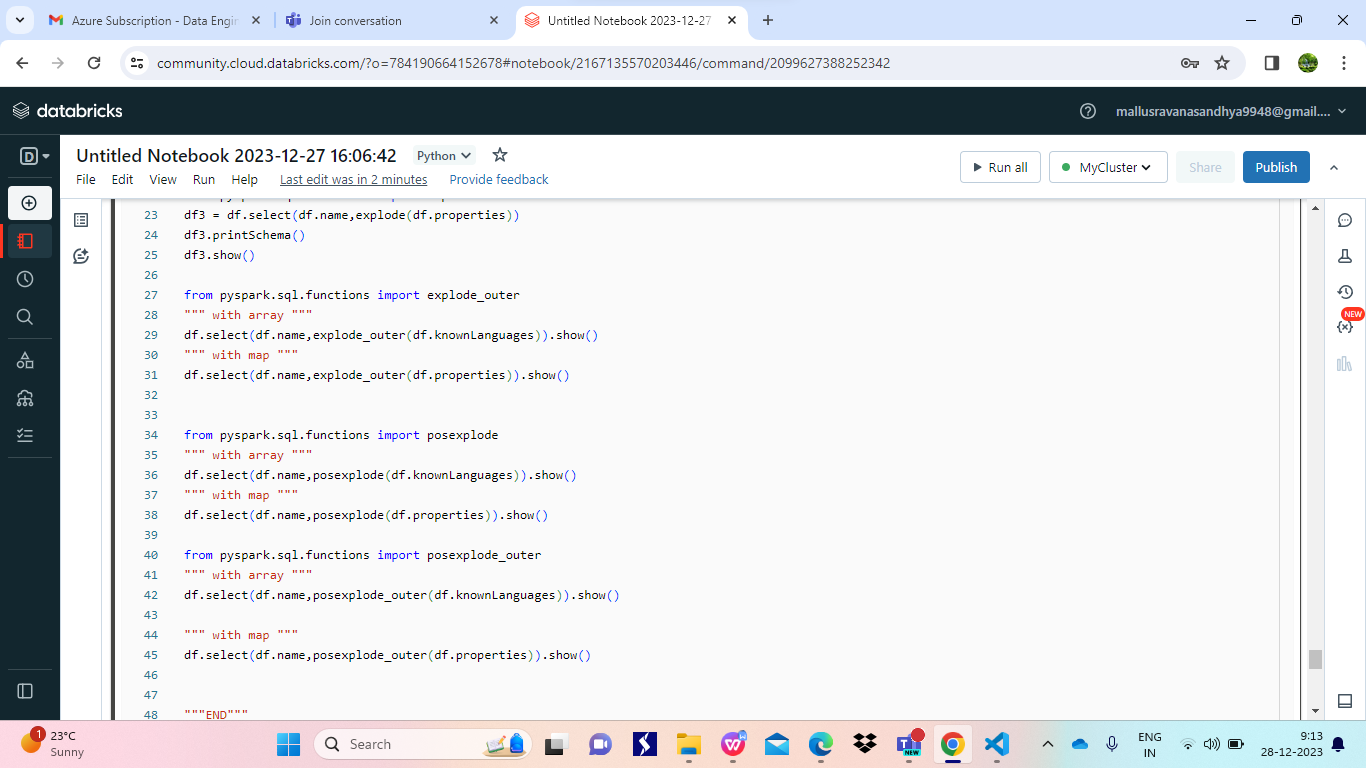 Azure Subscription - Data Engin
Join conversation
Untitled Notebook 2023-12-27
community.cloud.databricks.com/?o=784190664152678#notebook/2167135570203446/command/2099627388252342
databricks
mallusravanasandhya9948@gmail....
Untitled Notebook 2023-12-27 16:06:42
Python
File Edit View Run Help Last edit was in 2 minutes Provide feedback
Run all
MyCluster
Share
Publish
D
NEW
23 df3 = df.select(df.name,explode(df.properties))
24 df3.printSchema()
25 df3.show()
26
27 from pyspark.sql.functions import explode_outer
28 """ with array """
29 df.select(df.name,explode_outer(df.knownLanguages)).show()
30 """ with map """
31 df.select(df.name,explode_outer(df.properties)).show()
32
33
34 from pyspark.sql.functions import posexplode
35 """ with array """
36 df.select(df.name,posexplode(df.knownLanguages)).show()
37 """ with map """
38 df.select(df.name,posexplode(df.properties)).show()
39
40 from pyspark.sql.functions import posexplode_outer
41 """ with array """
42 df.select(df.name,posexplode_outer(df.knownLanguages)).show()
43
44 """ with map """
45 df.select(df.name,posexplode_outer(df.properties)).show()
46
47
48 """END"""
1
23°C
Sunny
Search
NEW
ENG
IN
9:13
28-12-2023